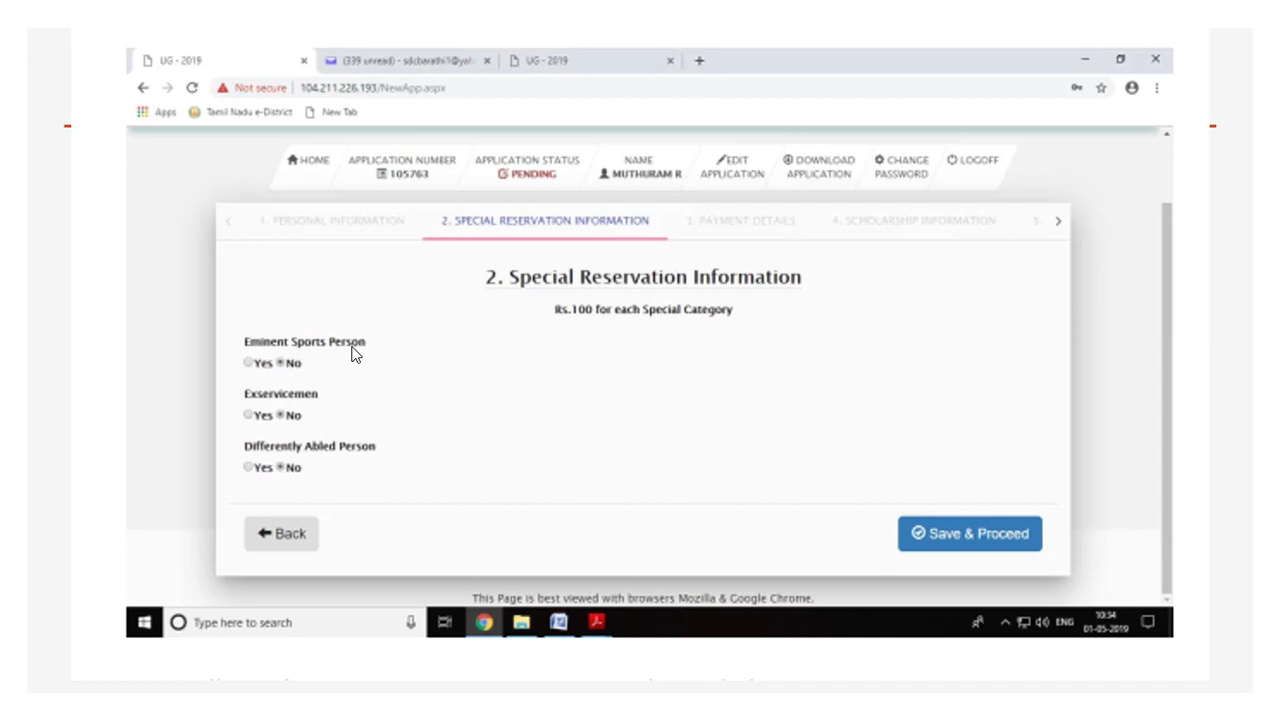 UG - 2019
(339 unread) - sdcbarathi1@yah
UG - 2019
Not secure | 104.211.226.193/NewApp.aspx
Apps Tamil Nadu e-District New Tab
HOME APPLICATION NUMBER APPLICATION STATUS NAME EDIT DOWNLOAD CHANGE LOGOFF
105763 PENDING MUTHURAM R APPLICATION APPLICATION PASSWORD
1. PERSONAL INFORMATION 2. SPECIAL RESERVATION INFORMATION 3. PAYMENT DETAILS 4. SCHOLARSHIP INFORMATION 5.
2. Special Reservation Information
Rs.100 for each Special Category
Eminent Sports Person
Yes No
Exservicemen
Yes No
Differently Abled Person
Yes No
Back Save & Proceed
This Page is best viewed with browsers Mozilla & Google Chrome.
Type here to search
ENG
10:34
01-05-2019